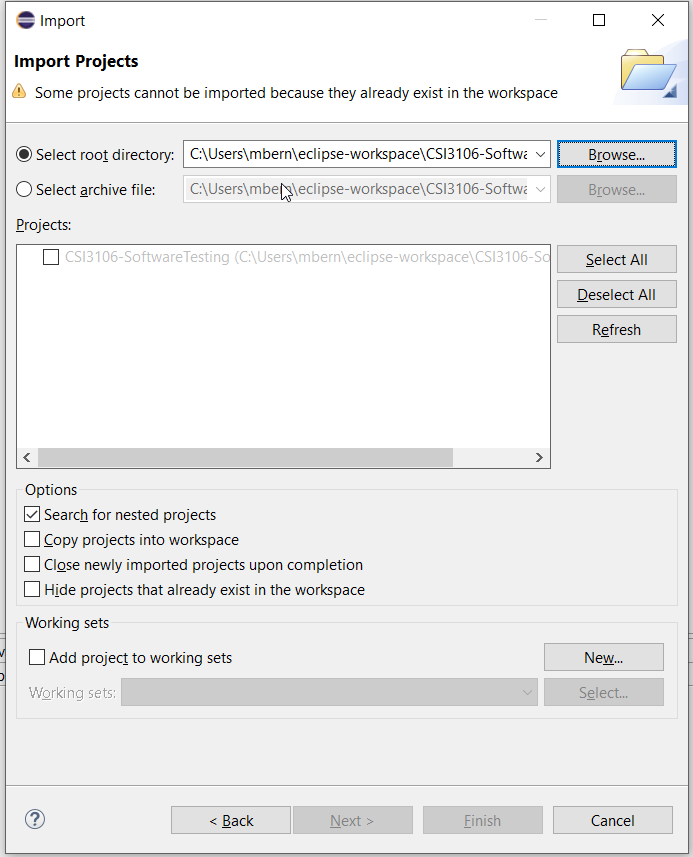 Import
Import Projects
Some projects cannot be imported because they already exist in the workspace
Select root directory: C:\Users\mbern\eclipse-workspace\CSI3106-Softwa Browse...
Select archive file: C:\Users\mbern\eclipse-workspace\CSI3106-Softwa Browse...
Projects:
CSI3106-SoftwareTesting (C:\Users\mbern\eclipse-workspace\CSI3106-So
Select All
Deselect All
Refresh
Options
Search for nested projects
Copy projects into workspace
Close newly imported projects upon completion
Hide projects that already exist in the workspace
Working sets
Add project to working sets New...
Working sets: Select...
? < Back Next > Finish Cancel